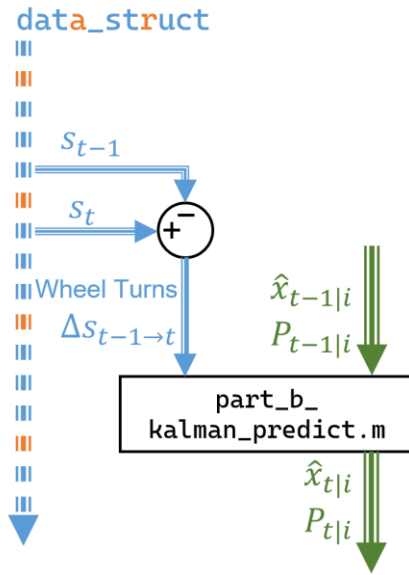 data_struct
s_{t-1}
s_t
−
+
Wheel Turns
Δs_{t-1→t}
x̂_{t-1|i}
P_{t-1|i}
part_b_
kalman_predict.m
x̂_{t|i}
P_{t|i}